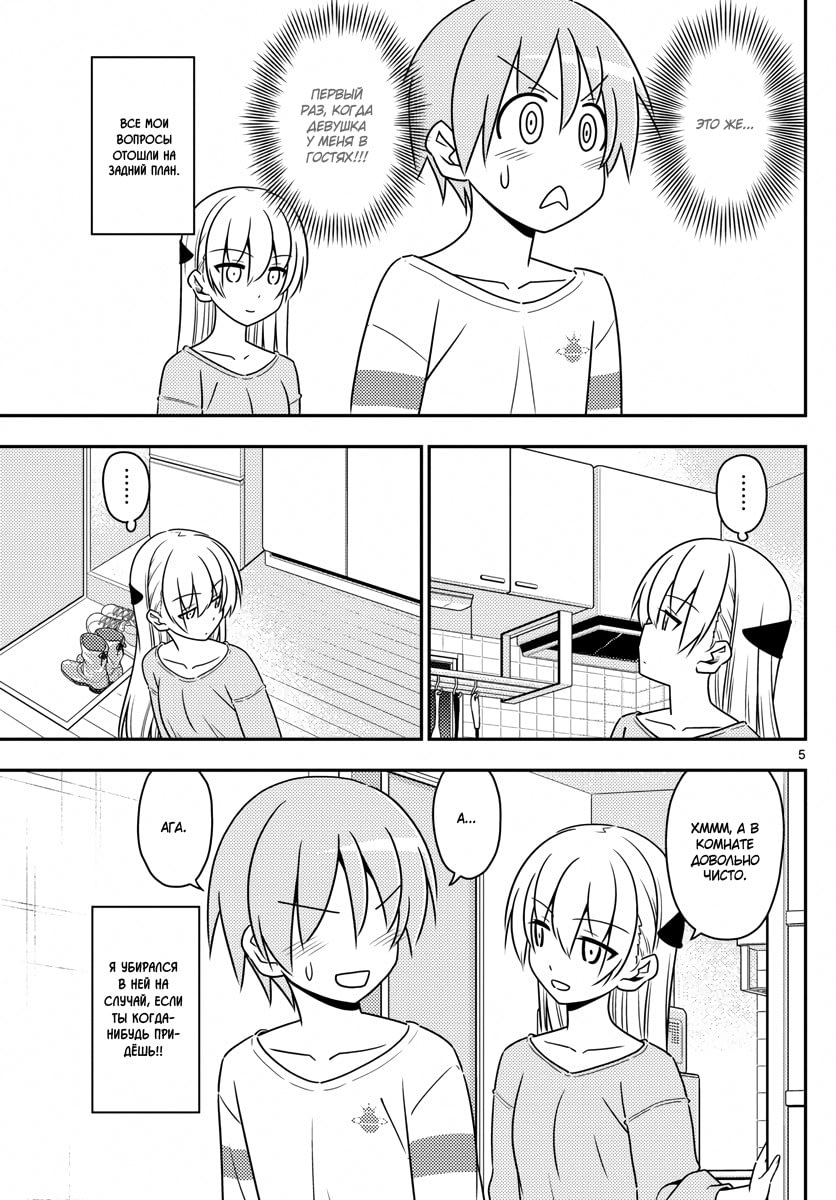 ЭТО ЖЕ...
ПЕРВЫЙ
РАЗ, КОГДА
ДЕВУШКА
У МЕНЯ В
ГОСТЯХ!!!
ВСЕ МОИ
ВОПРОСЫ
ОТОШЛИ НА
ЗАДНИЙ ПЛАН.
......
......
5
ХМММ, А В
КОМНАТЕ
ДОВОЛЬНО
ЧИСТО.
А...
АГА.
Я УБИРАЛСЯ
В НЕЙ НА
СЛУЧАЙ, ЕСЛИ
ТЫ КОГДА-
НИБУДЬ ПРИ-
ДЁШЬ!!